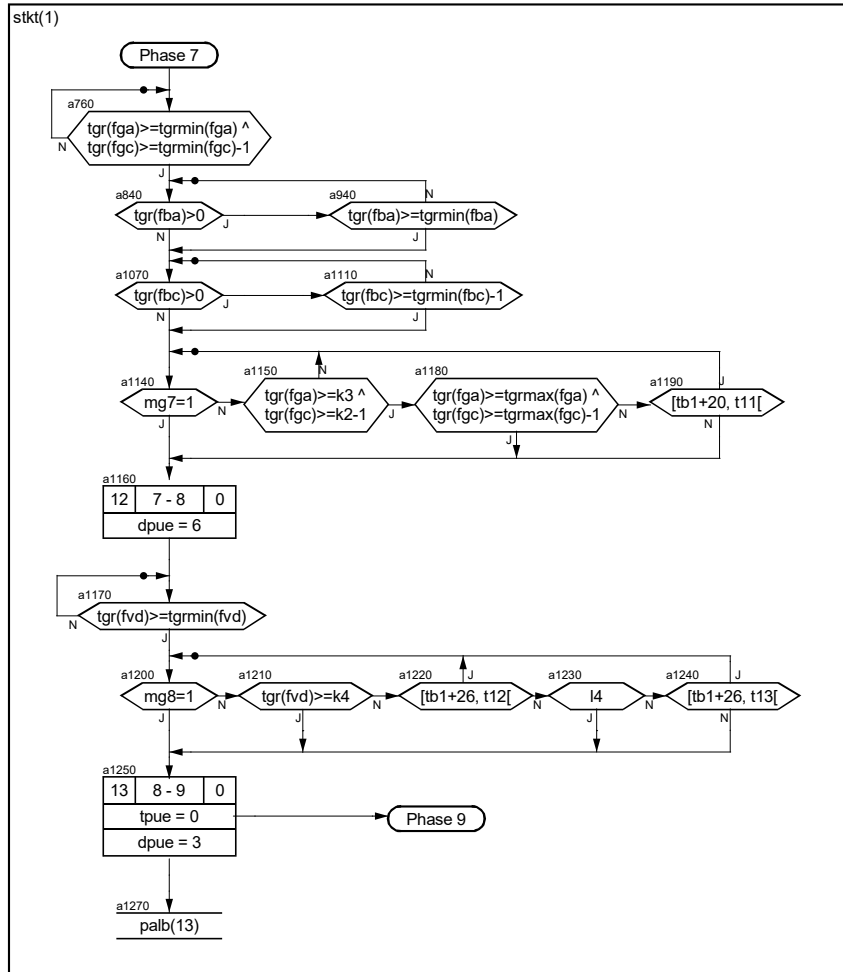 stkt(1)
Phase 7
a760
tgr(fga)>=tgrmin(fga) ^
tgr(fgc)>=tgrmin(fgc)-1
N
J
a840
tgr(fba)>0
J
N
a940
tgr(fba)>=tgrmin(fba)
N
J
a1070
tgr(fbc)>0
J
N
a1110
tgr(fbc)>=tgrmin(fbc)-1
N
J
a1140
mg7=1
N
J
a1150
tgr(fga)>=k3 ^
tgr(fgc)>=k2-1
N
J
a1180
tgr(fga)>=tgrmax(fga) ^
tgr(fgc)>=tgrmax(fgc)-1
N
J
a1190
[tb1+20, t11[
J
N
a1160
12 7 - 8 0
dpue = 6
a1170
tgr(fvd)>=tgrmin(fvd)
N
J
a1200
mg8=1
N
J
a1210
tgr(fvd)>=k4
N
J
a1220
[tb1+26, t12[
J
N
a1230
l4
N
J
a1240
[tb1+26, t13[
J
N
a1250
13 8 - 9 0
tpue = 0
dpue = 3
Phase 9
a1270
palb(13)